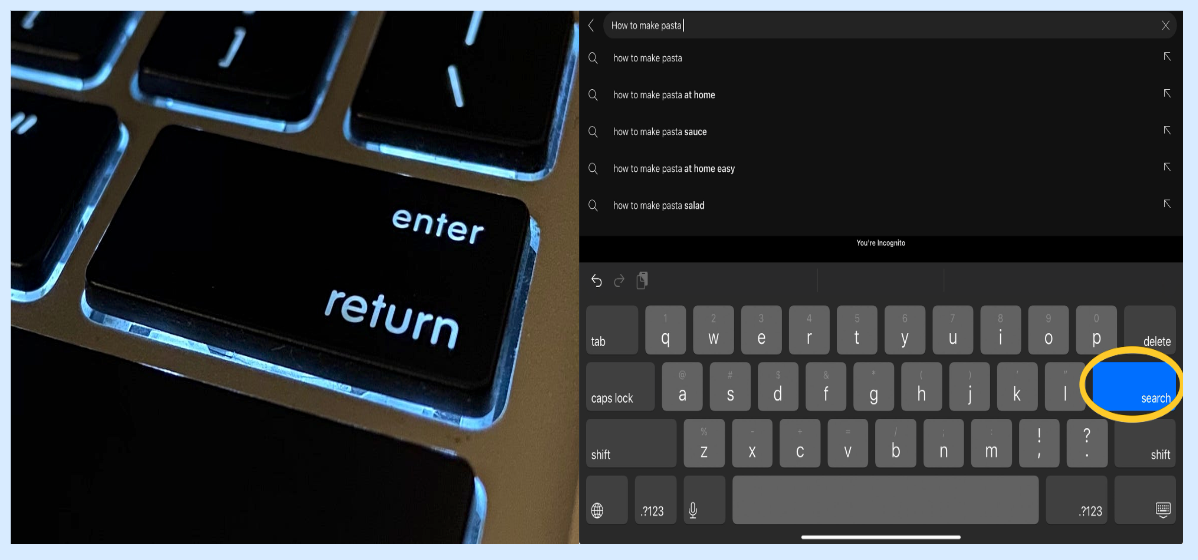 enter
return
How to make pasta
how to make pasta
how to make pasta at home
how to make pasta sauce
how to make pasta at home easy
how to make pasta salad
You're Incognito
1 2 3 4 5 6 7 8 9 0
tab q w e r t y u i o p delete
@ # $ & * ( ) ' "
caps lock a s d f g h j k l search
% - + = / ; : ! ?
shift z x c v b n m , . shift
.?123 .?123